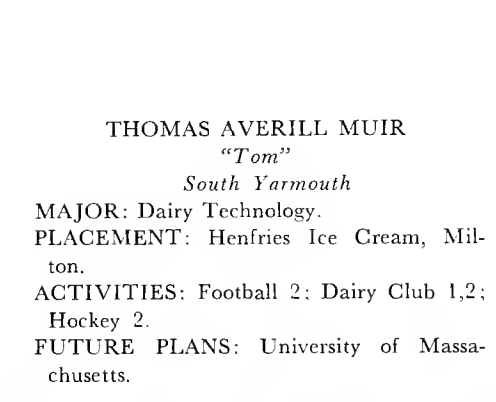 THOMAS AVERILL MUIR
"Tom"
South Yarmouth
MAJOR: Dairy Technology.
PLACEMENT: Henfries Ice Cream, Mil-
ton.
ACTIVITIES: Football 2; Dairy Club 1,2;
Hockey 2.
FUTURE PLANS: University of Massa-
chusetts.